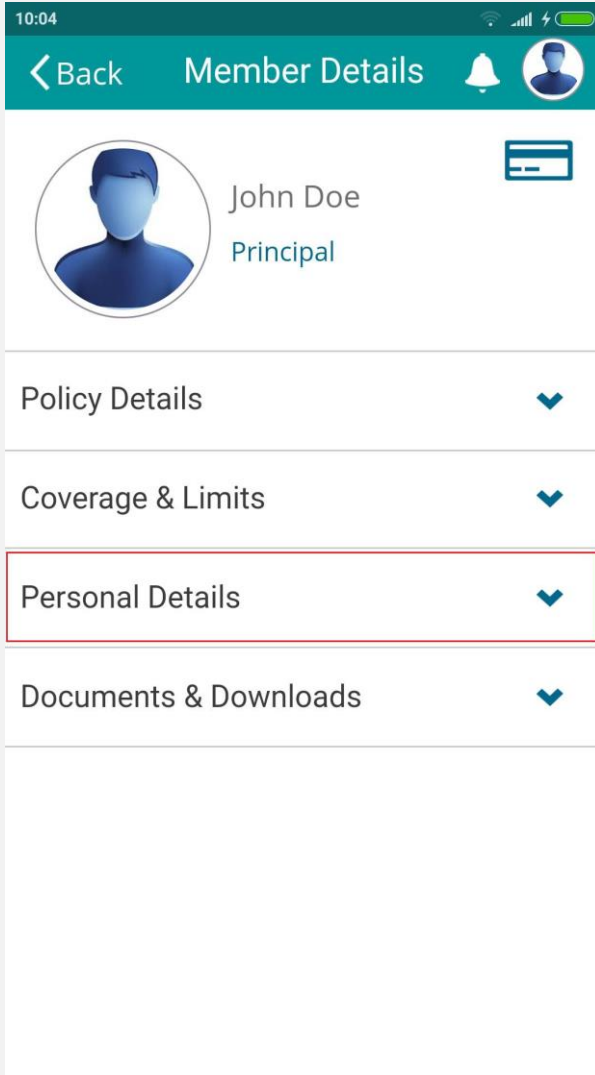 10:04
Back Member Details
John Doe
Principal
Policy Details
Coverage & Limits
Personal Details
Documents & Downloads